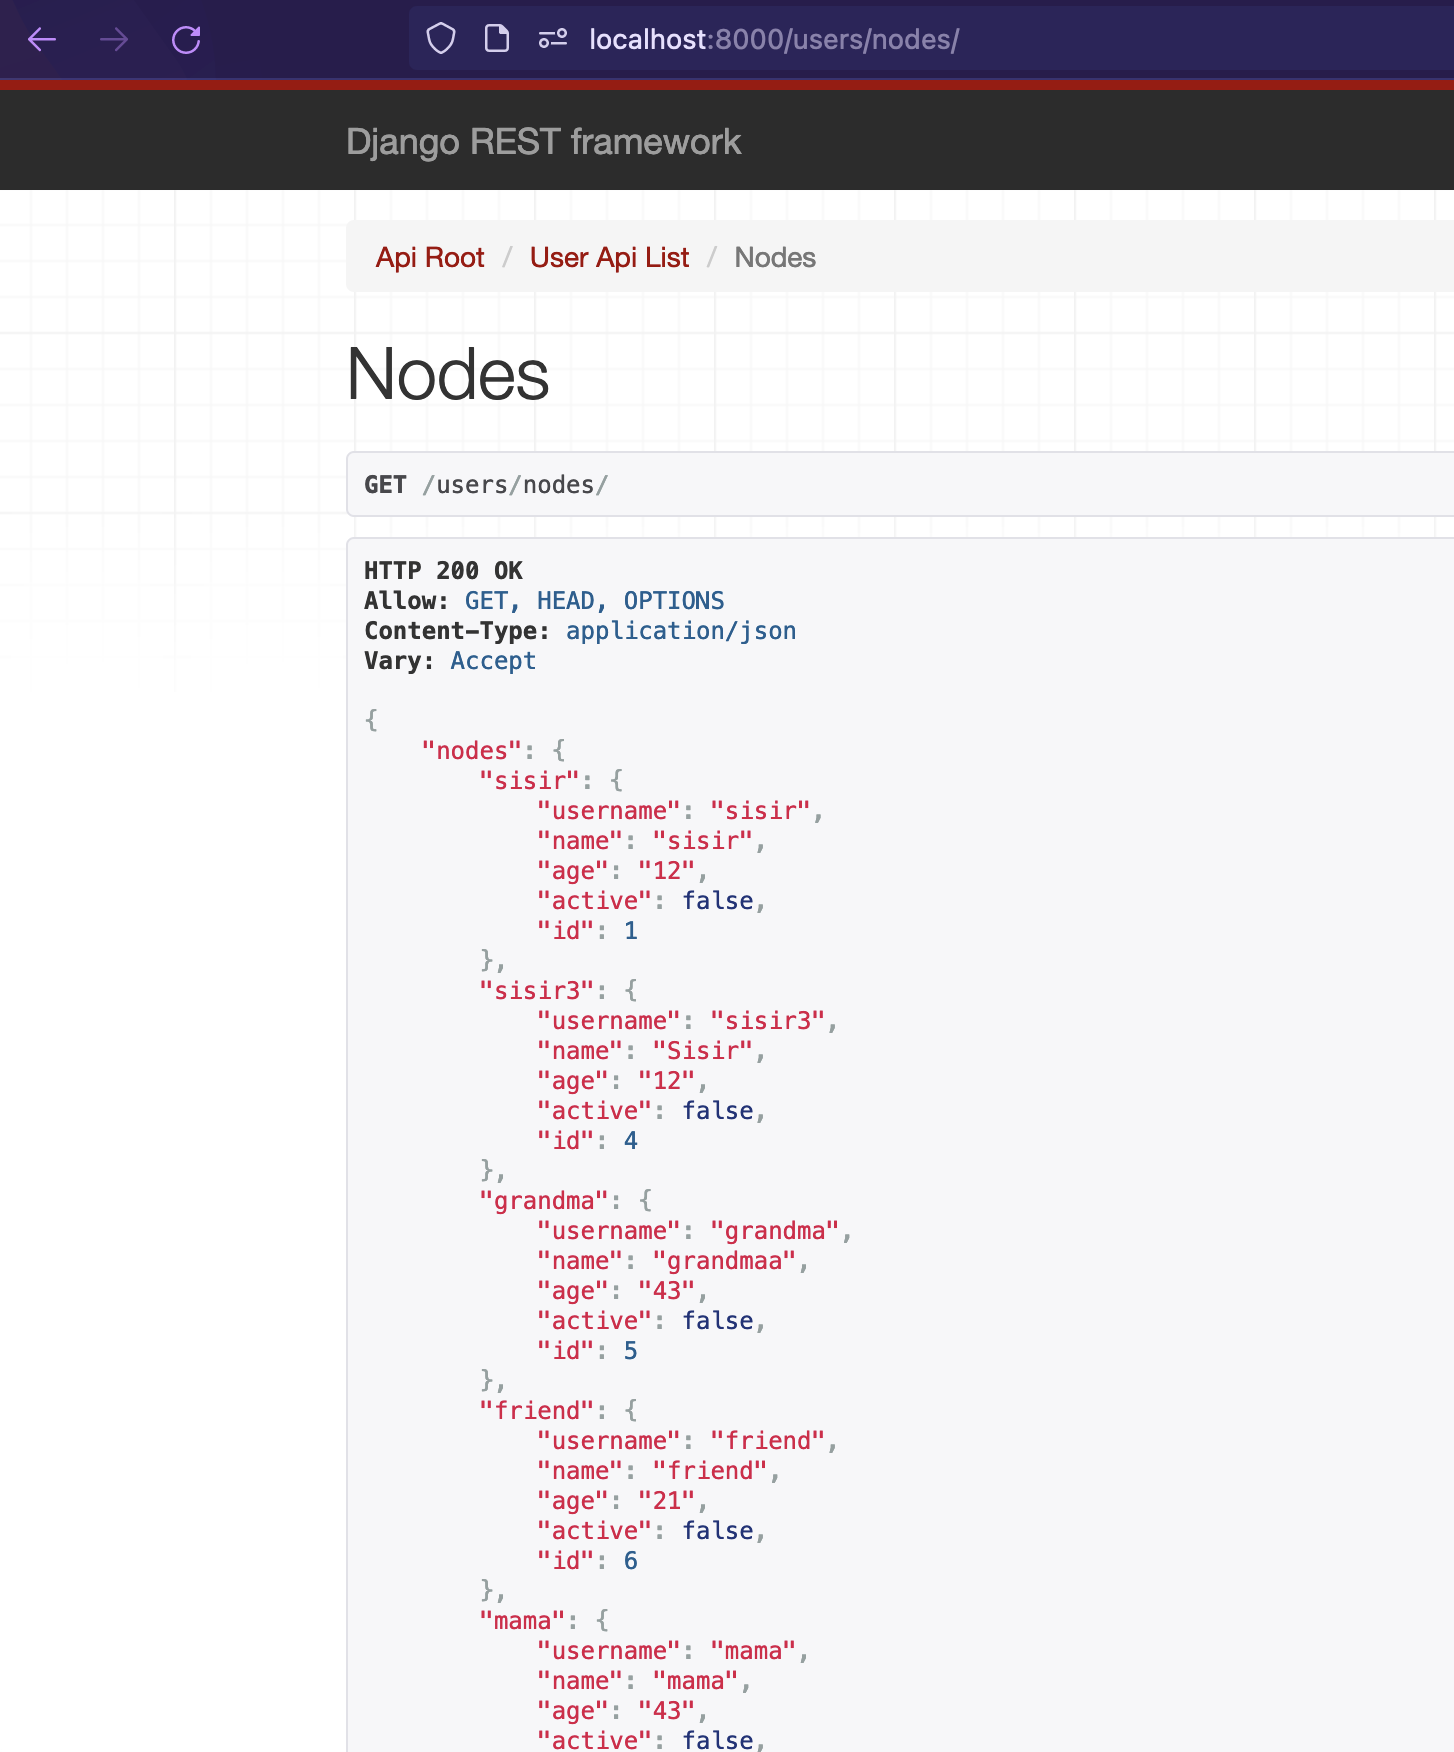 localhost:8000/users/nodes/
Django REST framework
Api Root / User Api List / Nodes
Nodes
GET /users/nodes/
HTTP 200 OK
Allow: GET, HEAD, OPTIONS
Content-Type: application/json
Vary: Accept
{
    "nodes": {
        "sisir": {
            "username": "sisir",
            "name": "sisir",
            "age": "12",
            "active": false,
            "id": 1
        },
        "sisir3": {
            "username": "sisir3",
            "name": "Sisir",
            "age": "12",
            "active": false,
            "id": 4
        },
        "grandma": {
            "username": "grandma",
            "name": "grandmaa",
            "age": "43",
            "active": false,
            "id": 5
        },
        "friend": {
            "username": "friend",
            "name": "friend",
            "age": "21",
            "active": false,
            "id": 6
        },
        "mama": {
            "username": "mama",
            "name": "mama",
            "age": "43",
            "active": false,